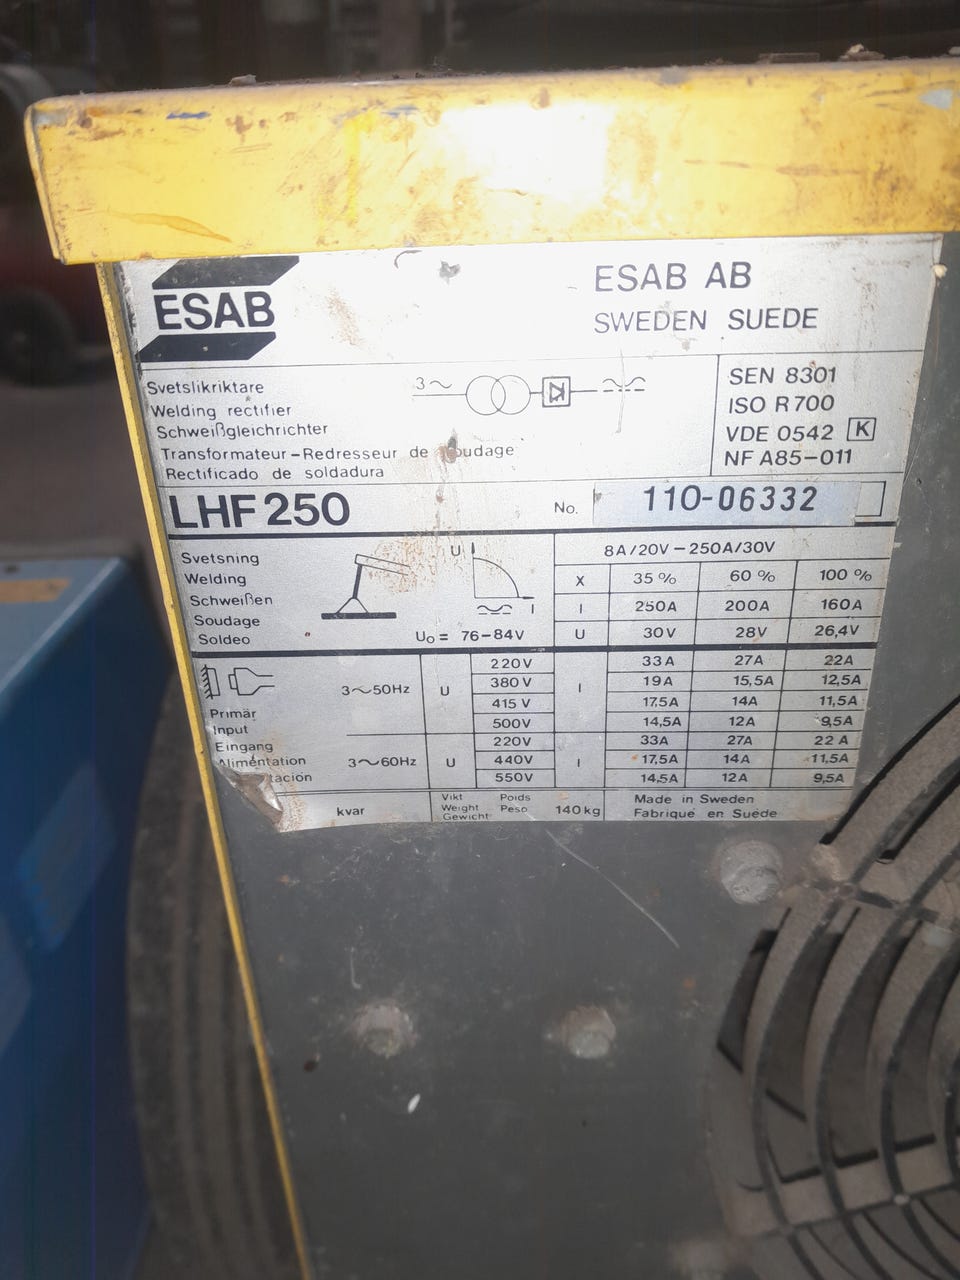 ESAB
ESAB AB
SWEDEN SUEDE
Svetslikriktare
Welding rectifier
Schweißgleichrichter
Transformateur-Redresseur de
Rectificado de soldadura
3~
SEN 8301
ISO R700
VDE 0542 K
NF A85-011
LHF 250
No. 110-06332
Svetsning
Welding
Schweißen
Soudage
Soldeo
U I
I
U₀ = 76-84V
8A/20V - 250A/30V
X 35% 60% 100%
I 250A 200A 160A
U 30V 28V 26,4V
Primär
Input
Eingang
Alimentation
tación
3~50Hz U I
220V 33A 27A 22A
380V 19A 15,5A 12,5A
415V 17,5A 14A 11,5A
500V 14,5A 12A 9,5A
3~60Hz U I
220V 33A 27A 22A
440V 17,5A 14A 11,5A
550V 14,5A 12A 9,5A
kvar
Vikt Poids
Weight Peso 140kg
Gewicht
Made in Sweden
Fabriqué en Suède